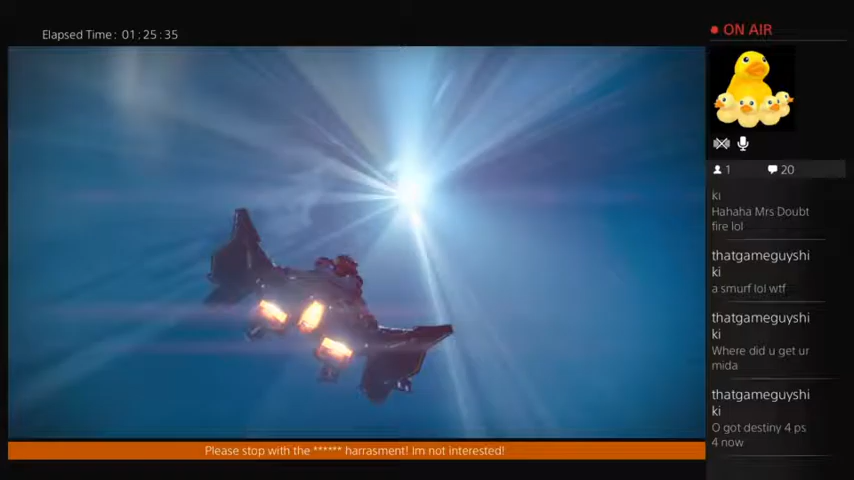 Elapsed Time : 01 : 25 : 35
ON AIR
1 20
ki
Hahaha Mrs Doubt
fire lol
thatgameguyshi
ki
a smurf lol wtf
thatgameguyshi
ki
Where did u get ur
mida
thatgameguyshi
ki
O got destiny 4 ps
4 now
Please stop with the ****** harrasment! Im not interested!